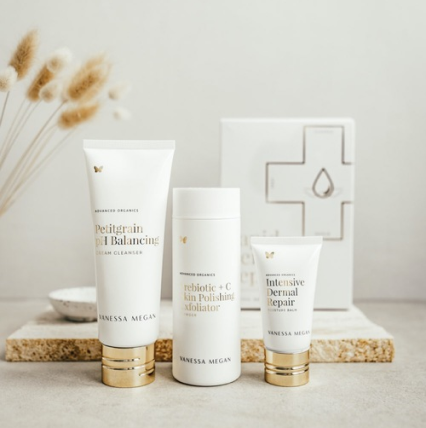 ADVANCED ORGANICS
Petitgrain
pH Balancing
CREAM CLEANSER
VANESSA MEGAN
ADVANCED ORGANICS
rebiotic + C
kin Polishing
xfoliator
VANESSA MEGAN
ADVANCED ORGANICS
Intensive
Dermal
Repair
BALM
VANESSA MEGAN